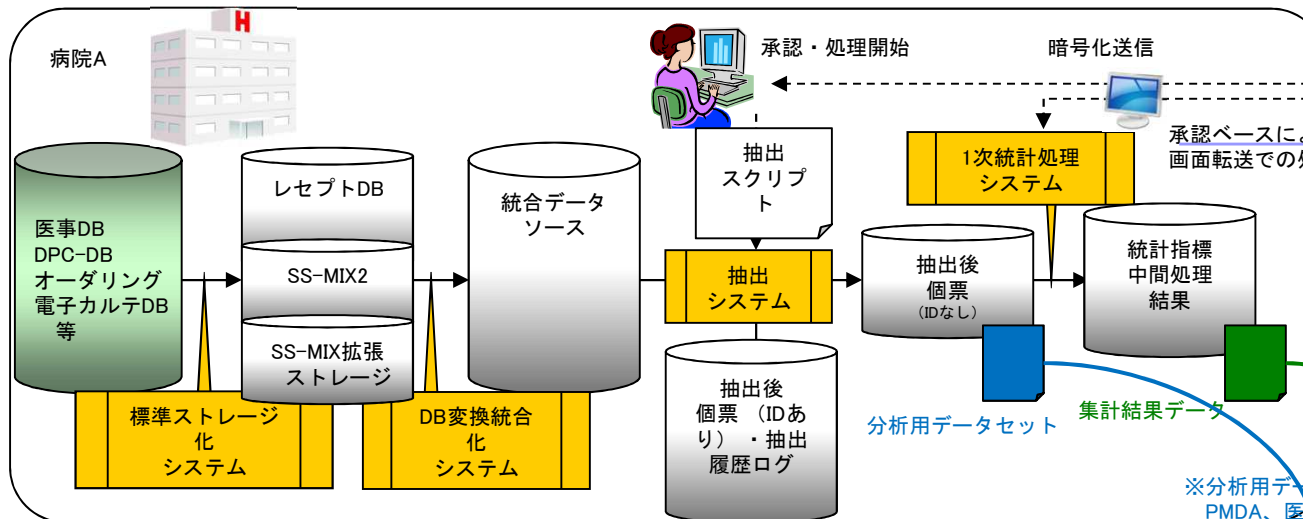 病院A
H
承認・処理開始
暗号化送信
承認ベースによ
画面転送での処
医事DB
DPC-DB
オーダリング
電子カルテDB
等
レセプトDB
SS-MIX2
SS-MIX拡張
ストレージ
統合データ
ソース
抽出
スクリプ
ト
抽出
システム
1次統計処理
システム
抽出後
個票
（IDなし）
統計指標
中間処理
結果
標準ストレージ
化
システム
DB変換統合
化
システム
抽出後
個票 （IDあ
り） ・抽出
履歴ログ
分析用データセット
集計結果データ
※分析用デー
PMDA、医